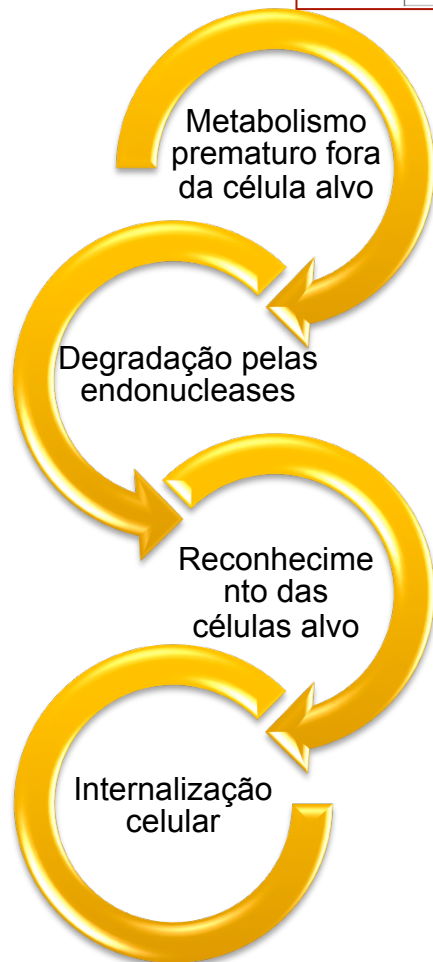 Metabolismo
prematuro fora
da célula alvo
Degradação pelas
endonucleases
Reconhecime
nto das
células alvo
Internalização
celular